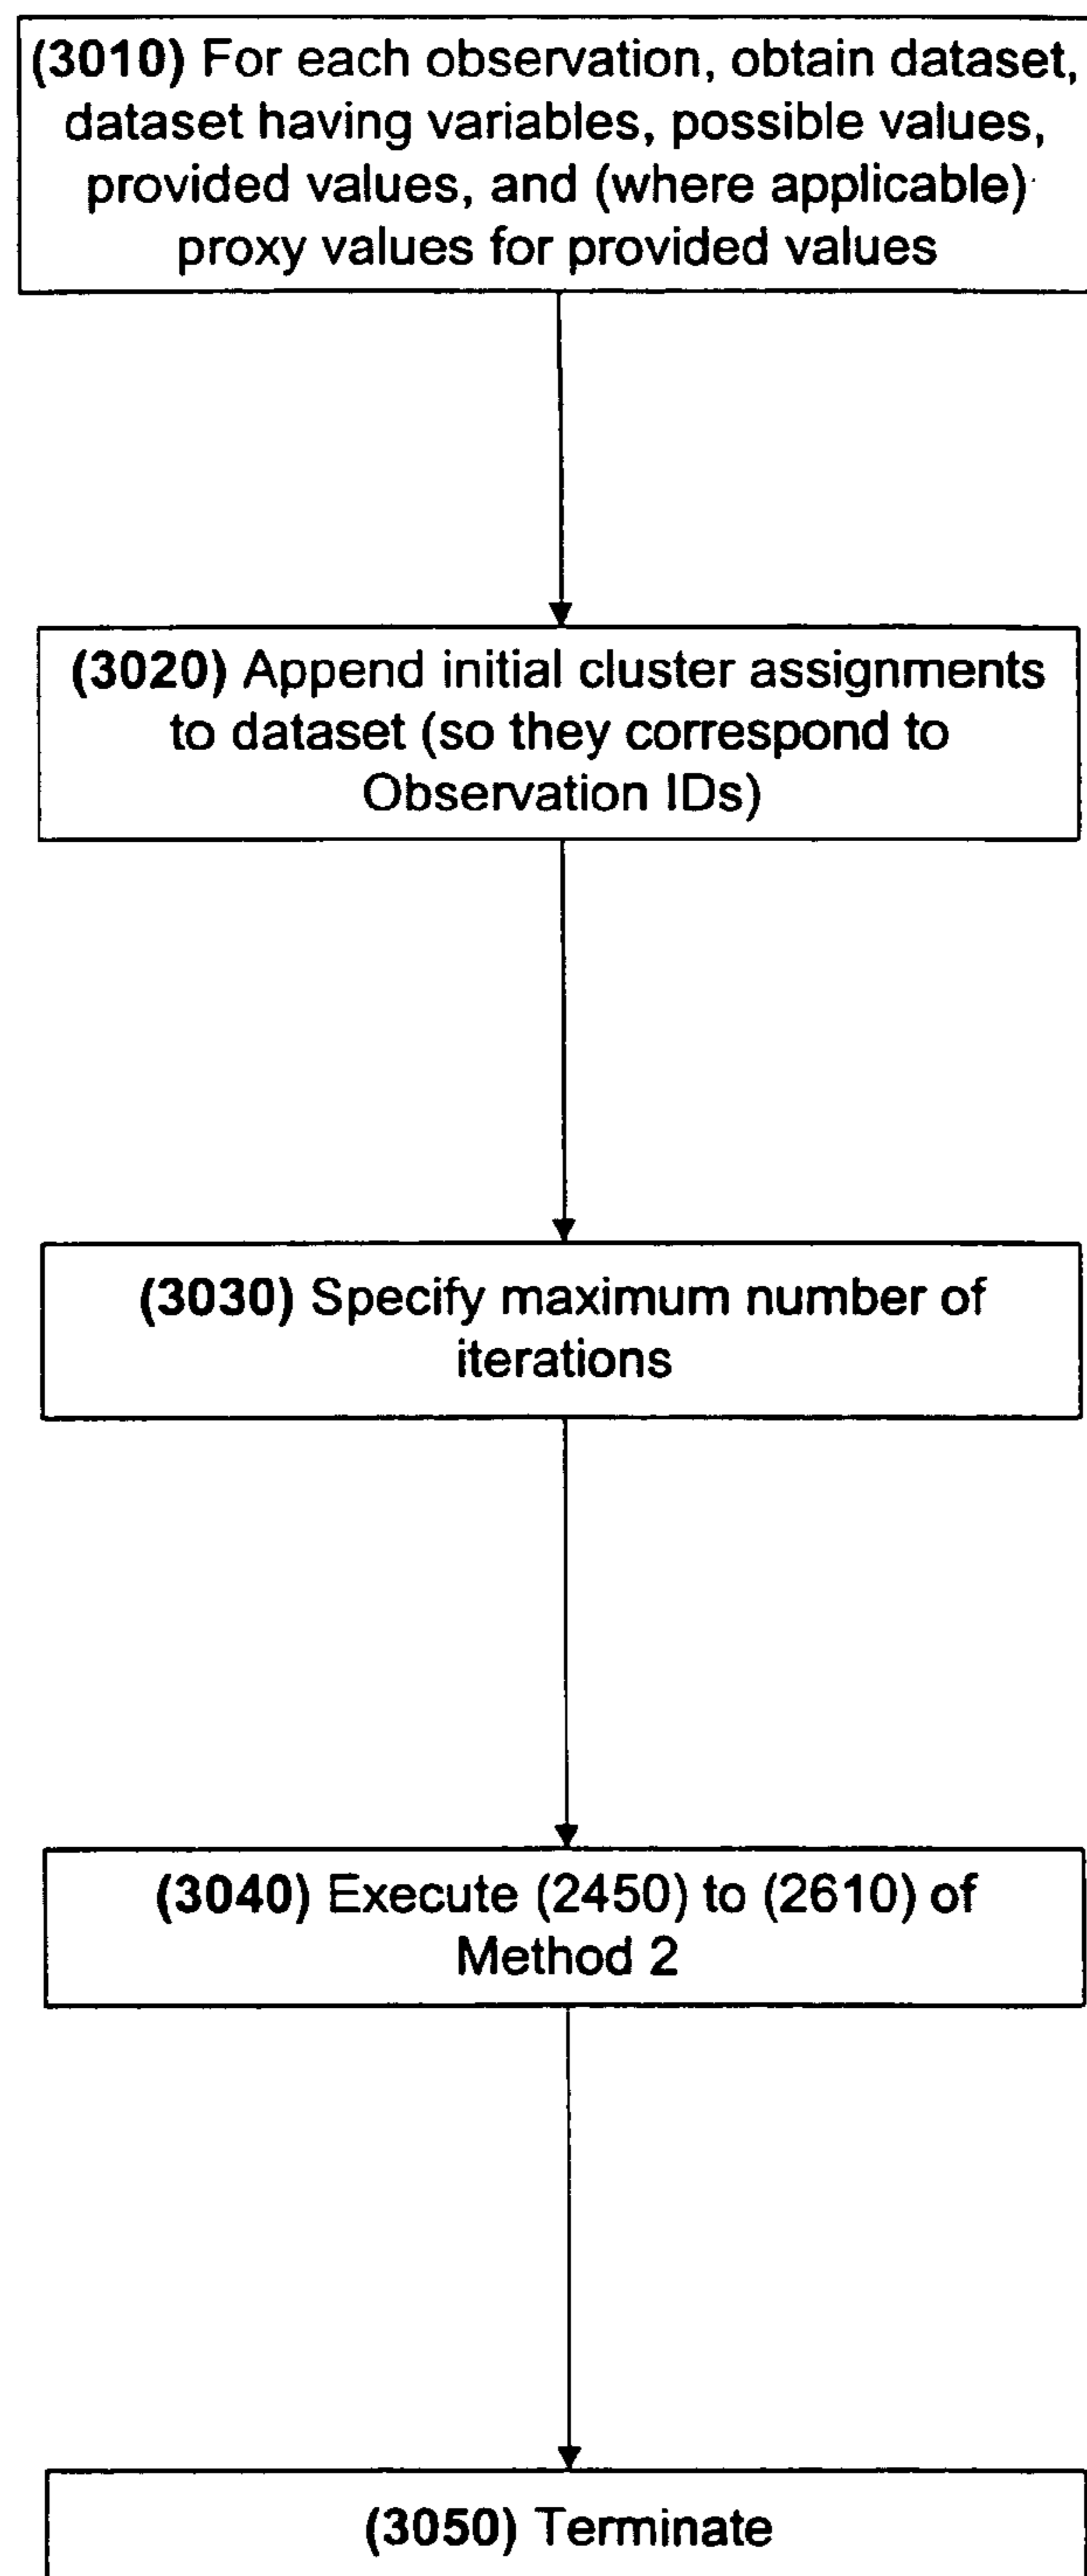 (3010) For each observation, obtain dataset,
dataset having variables, possible values,
provided values, and (where applicable)
proxy values for provided values
(3020) Append initial cluster assignments
to dataset (so they correspond to
Observation IDs)
(3030) Specify maximum number of
iterations
(3040) Execute (2450) to (2610) of
Method 2
(3050) Terminate